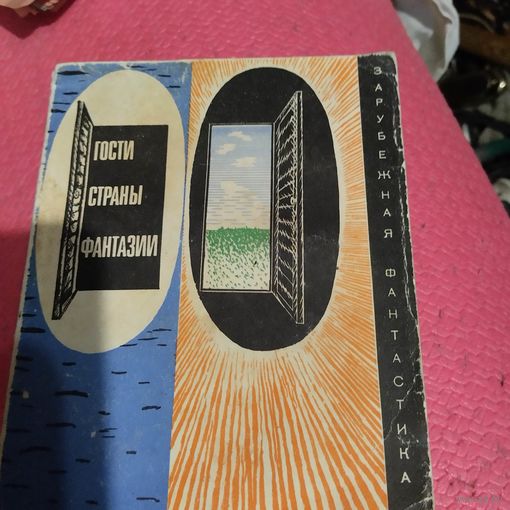 ГОСТИ
СТРАНЫ
ФАНТАЗИИ
ЗАРУБЕЖНАЯ ФАНТАСТИКА